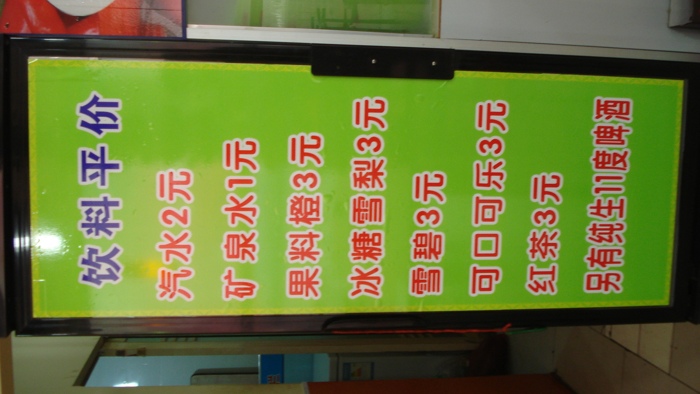 饮料平价
汽水2元
矿泉水1元
果料橙3元
冰糖雪梨3元
雪碧3元
可口可乐3元
红茶3元
另有纯生11度啤酒